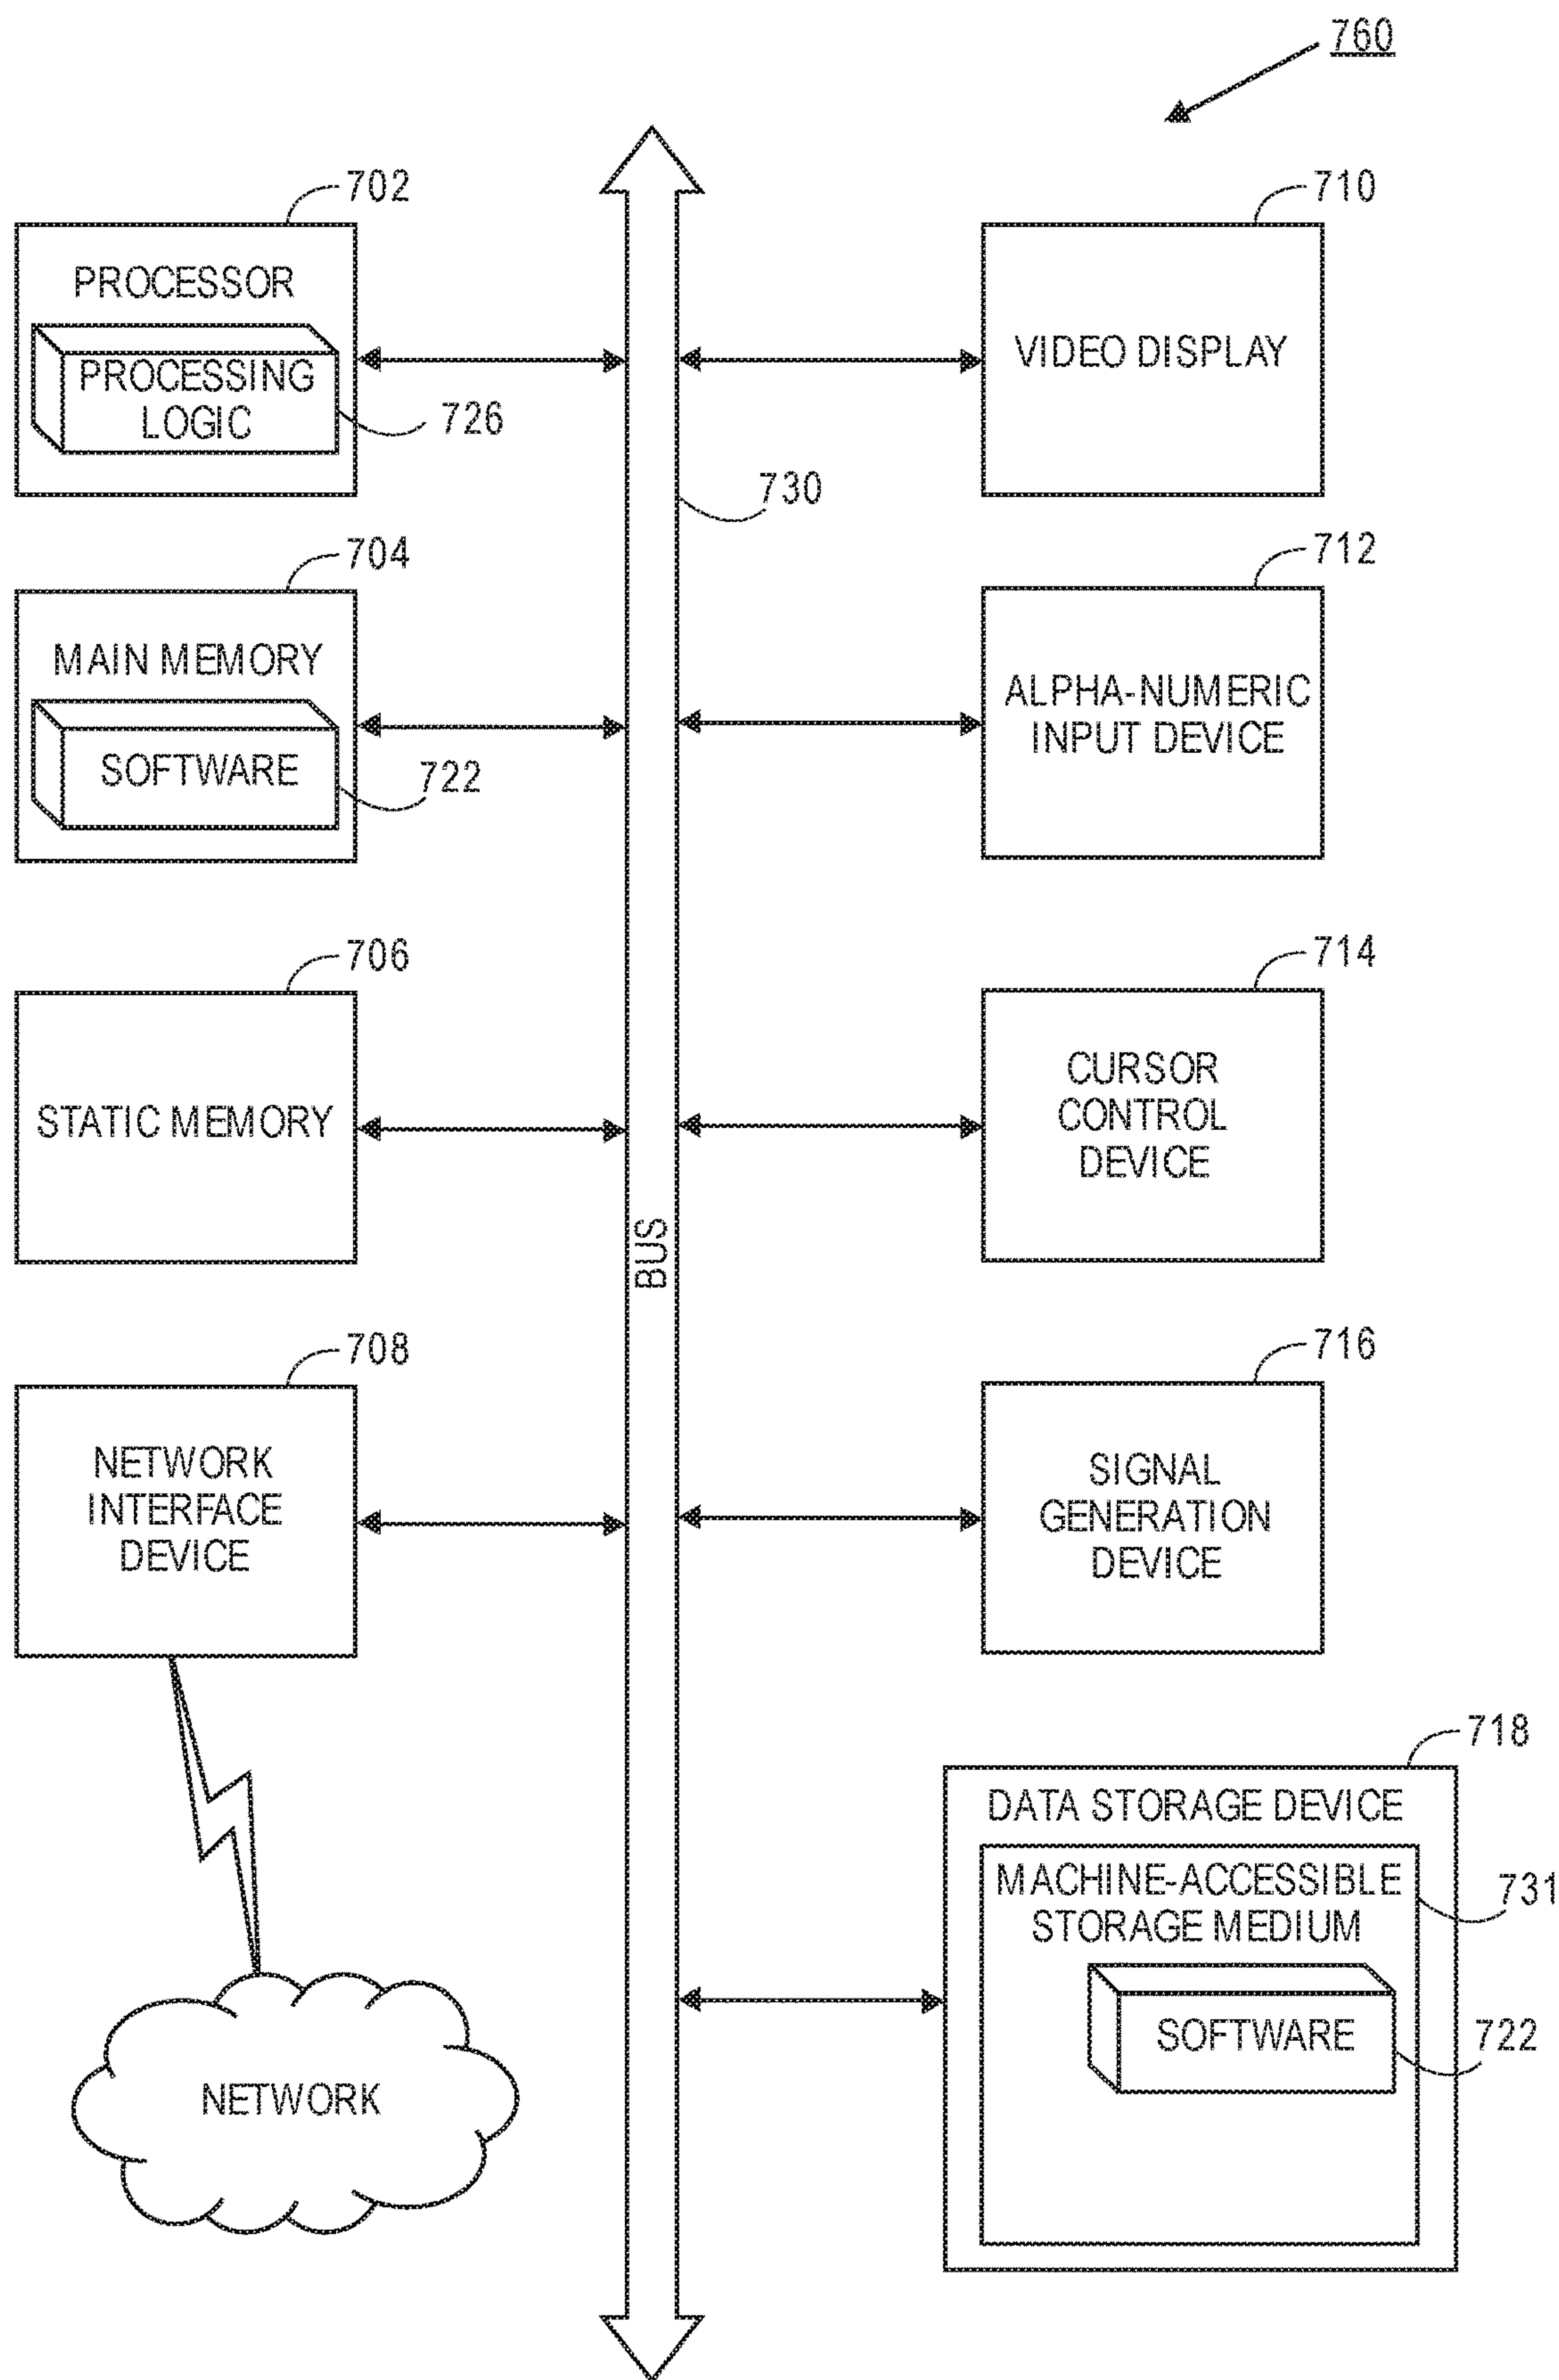 760
702
PROCESSOR
PROCESSING
LOGIC
726
730
710
VIDEO DISPLAY
704
MAIN MEMORY
SOFTWARE
722
712
ALPHA-NUMERIC
INPUT DEVICE
706
STATIC MEMORY
714
CURSOR
CONTROL
DEVICE
BUS
708
NETWORK
INTERFACE
DEVICE
716
SIGNAL
GENERATION
DEVICE
718
DATA STORAGE DEVICE
MACHINE-ACCESSIBLE
STORAGE MEDIUM
731
SOFTWARE
722
NETWORK